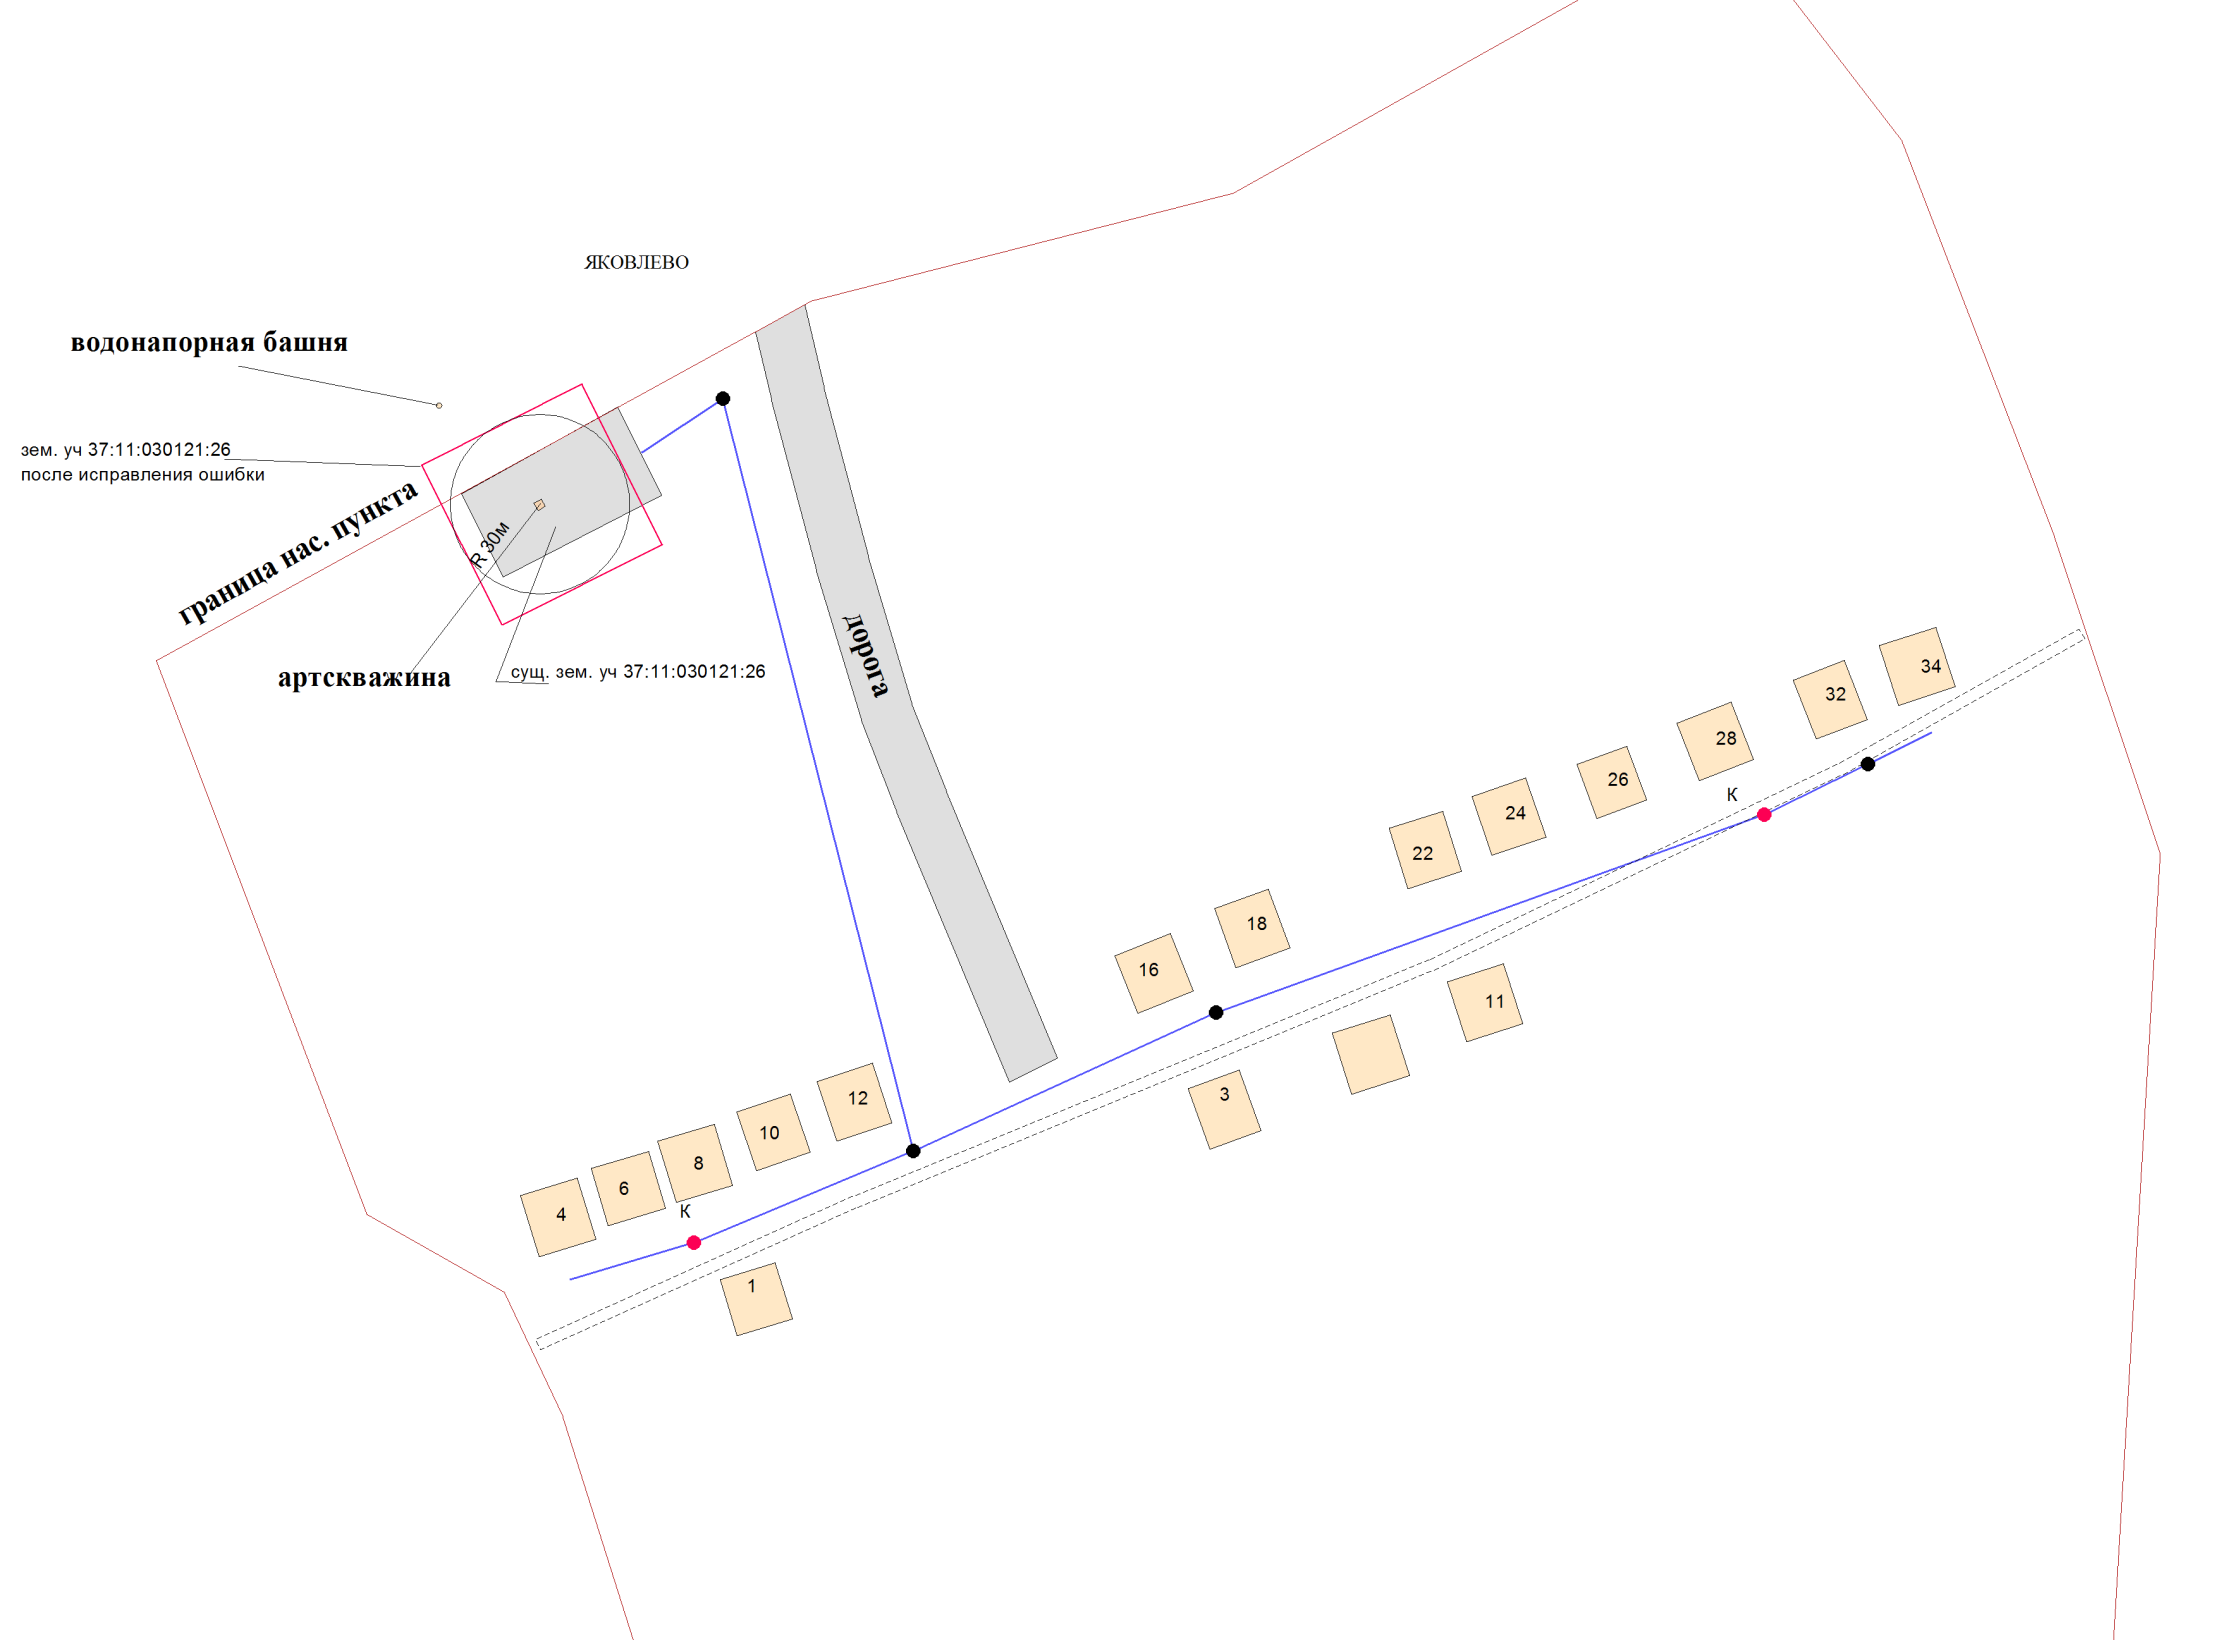 ЯКОВЛЕВО
водонапорная башня
зем. уч 37:11:030121:26
после исправления ошибки
граница нас. пункта
R 30м
артскважина
сущ. зем. уч 37:11:030121:26
дорога
34
32
28
26
К
24
22
18
16
11
3
12
10
8
6
4
К
1